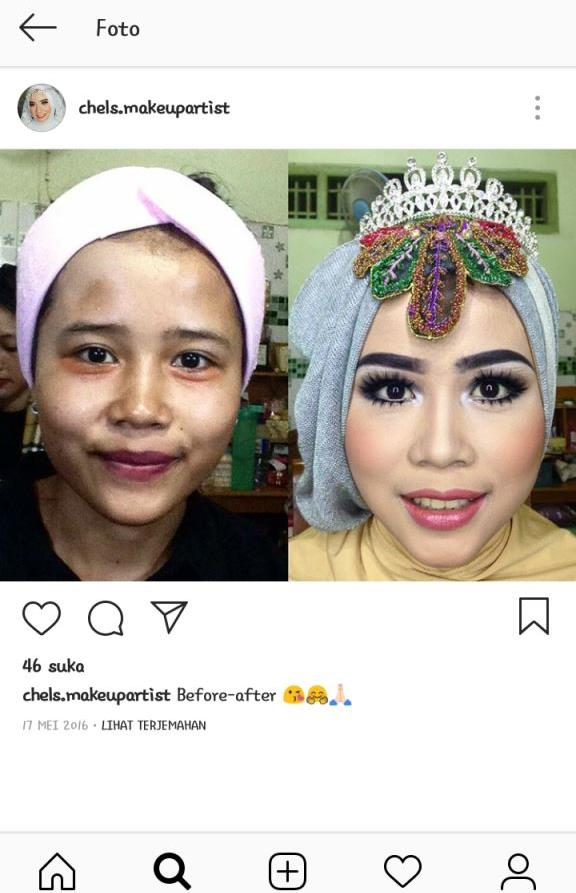 Foto
chels.makeupartist
46 suka
chels.makeupartist Before-after 😘🤗🙏🏻
17 MEI 2016 • LIHAT TERJEMAHAN